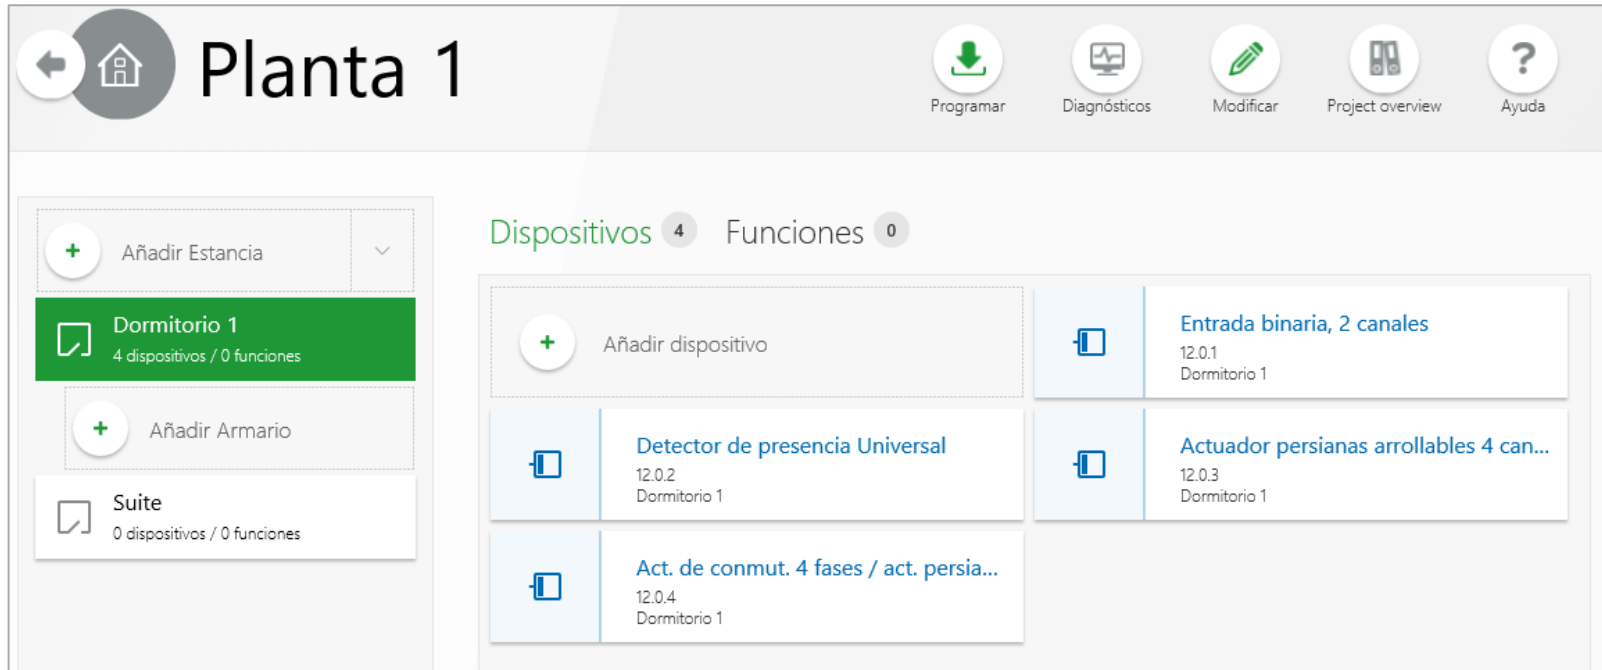 Planta 1
Programar
Diagnósticos
Modificar
Project overview
Ayuda
?
Añadir Estancia
Dormitorio 1
4 dispositivos / 0 funciones
Añadir Armario
Suite
0 dispositivos / 0 funciones
Dispositivos 4 Funciones 0
Añadir dispositivo
Entrada binaria, 2 canales
12.0.1
Dormitorio 1
Detector de presencia Universal
12.0.2
Dormitorio 1
Actuador persianas arrollables 4 can...
12.0.3
Dormitorio 1
Act. de conmut. 4 fases / act. persia...
12.0.4
Dormitorio 1